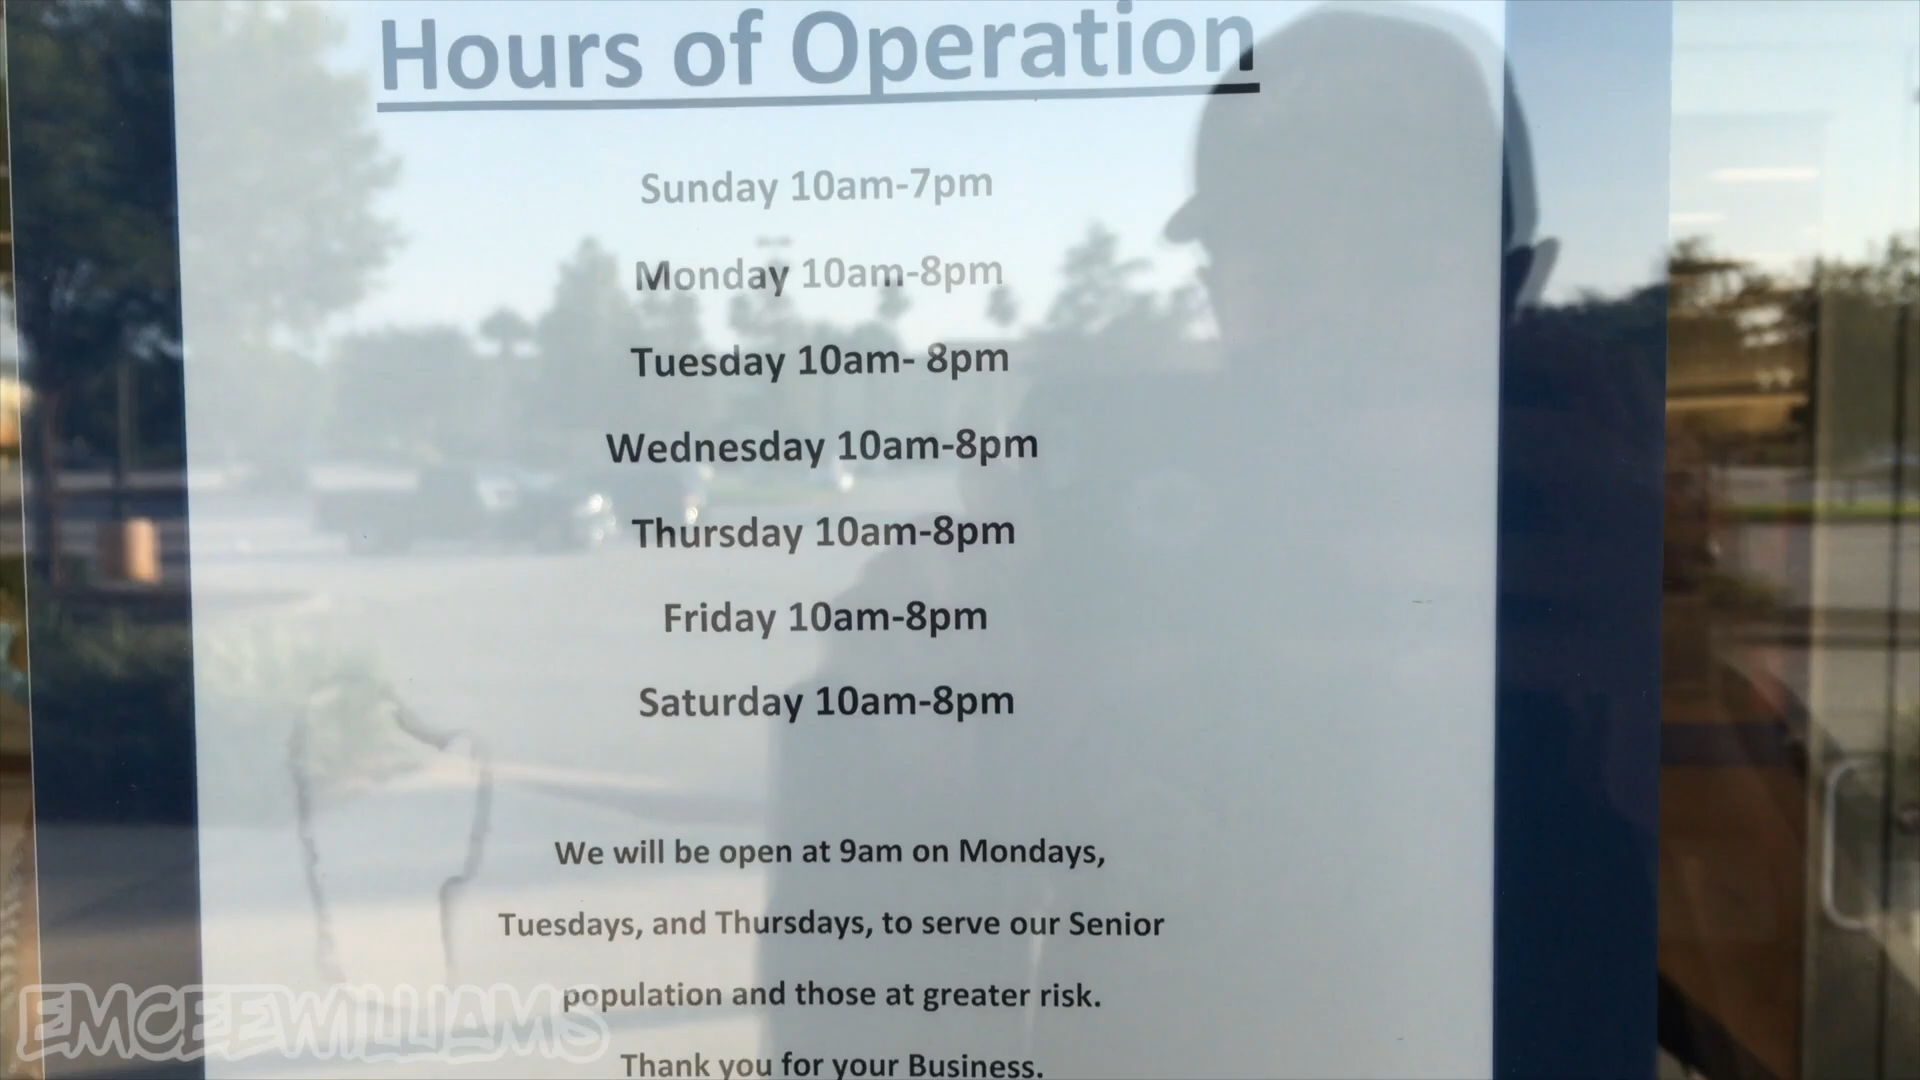 Hours of Operation
Sunday 10am-7pm
Monday 10am-8pm
Tuesday 10am- 8pm
Wednesday 10am-8pm
Thursday 10am-8pm
Friday 10am-8pm
Saturday 10am-8pm
We will be open at 9am on Mondays,
Tuesdays, and Thursdays, to serve our Senior
population and those at greater risk.
Thank you for your Business.
EMCEEWILLIAMS